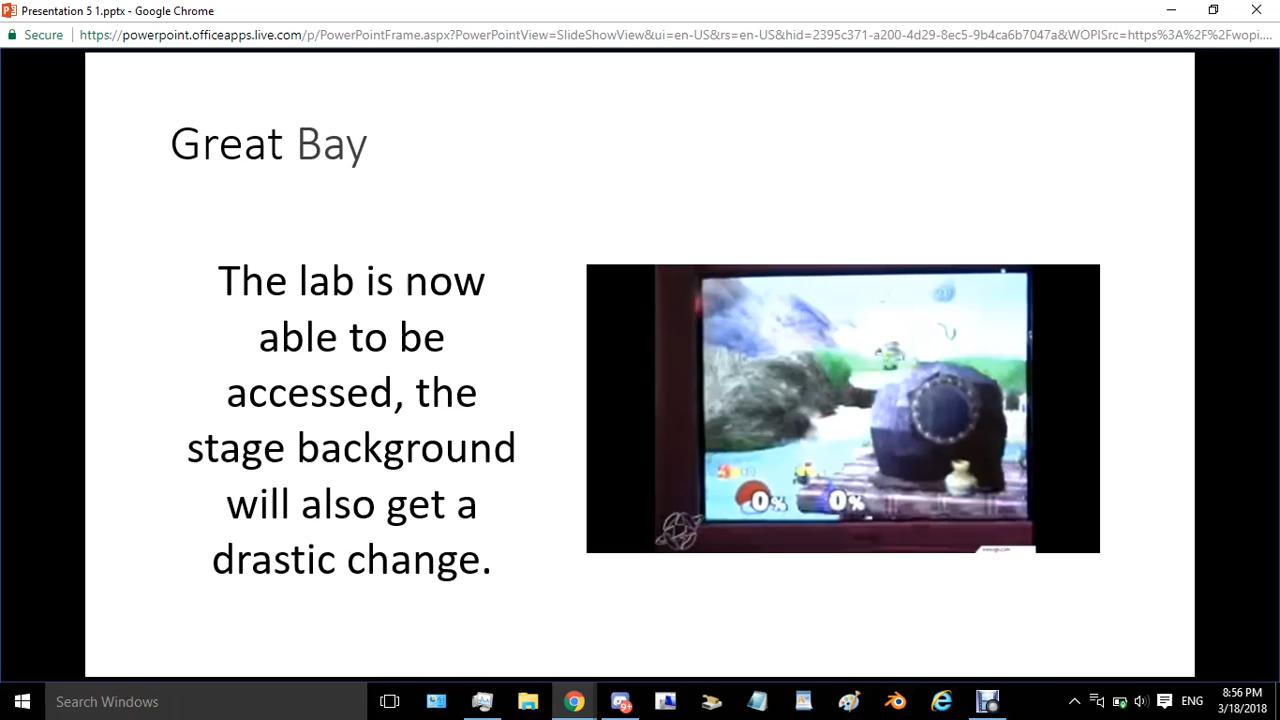 Presentation 5 1.pptx - Google Chrome
Secure https://powerpoint.officeapps.live.com/p/PowerPointFrame.aspx?PowerPointView=SlideShowView&ui=en-US&rs=en-US&hid=2395c371-a200-4d29-8ec5-9b4ca6b7047a&WOPISrc=https%3A%2F%2Fwopi....
Great Bay
The lab is now
able to be
accessed, the
stage background
will also get a
drastic change.
0% 0%
Search Windows
9+
ENG
8:56 PM
3/18/2018